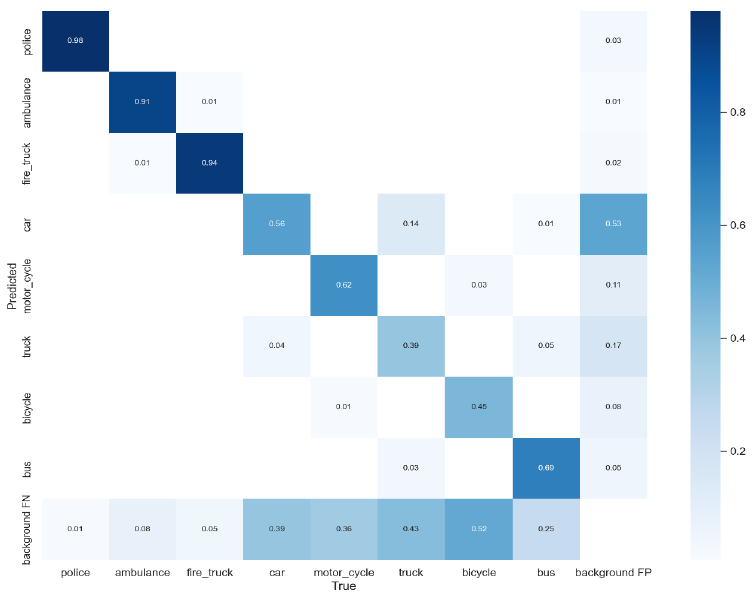 police 0.98 0.03
ambulance 0.91 0.01 0.01 0.8
fire_truck 0.01 0.94 0.02
car 0.56 0.14 0.01 0.53 0.6
motor_cycle 0.62 0.03 0.11
truck 0.04 0.39 0.05 0.17 0.4
bicycle 0.01 0.45 0.08
bus 0.03 0.69 0.05 0.2
background FN 0.01 0.08 0.05 0.39 0.36 0.43 0.52 0.25
Predicted
police ambulance fire_truck car motor_cycle truck bicycle bus background FP
True